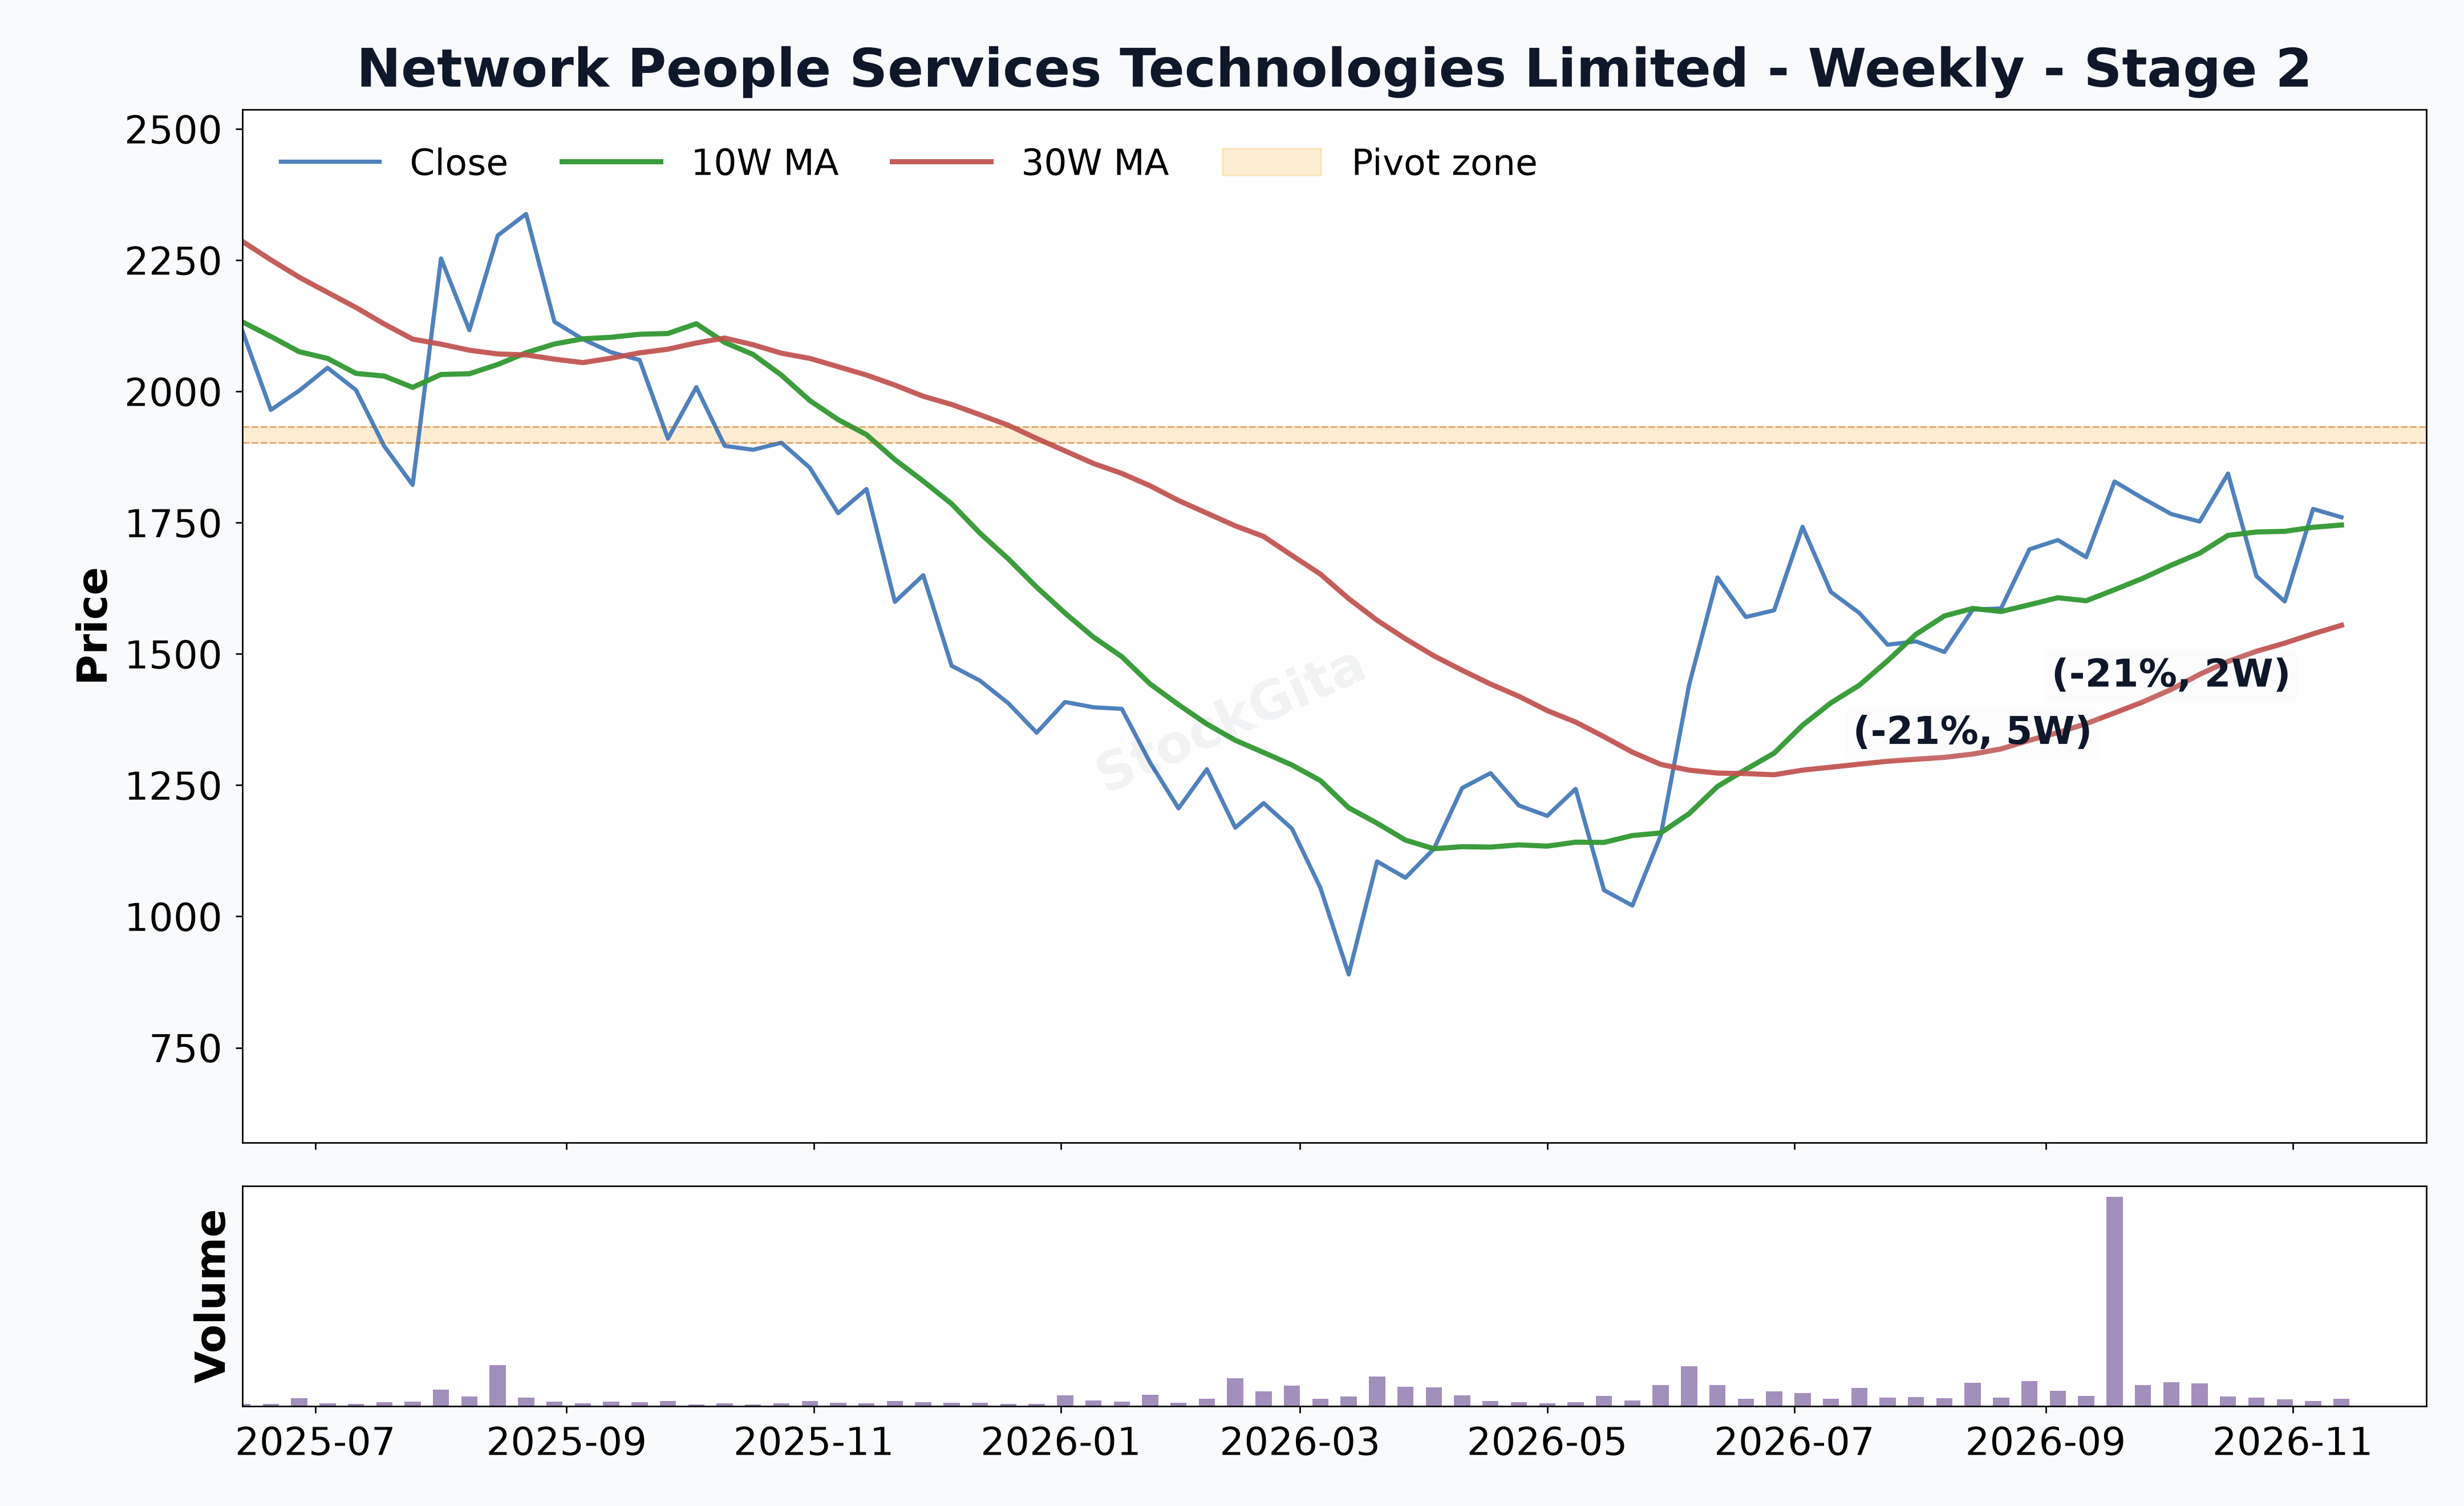 Network People Services Technologies Limited - Weekly - Stage 2
Close 10W MA 30W MA Pivot zone
Price
2500
2250
2000
1750
1500
1250
1000
750
StockGita
(-21%, 2W)
(-21%, 5W)
Volume
2025-07 2025-09 2025-11 2026-01 2026-03 2026-05 2026-07 2026-09 2026-11